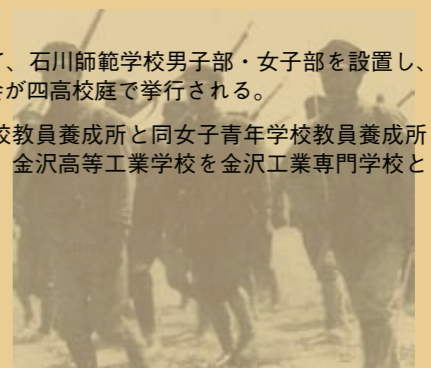 て、石川師範学校男子部・女子部を設置し、
会が四高校庭で挙行される。
校教員養成所と同女子青年学校教員養成所
金沢高等工業学校を金沢工業専門学校と